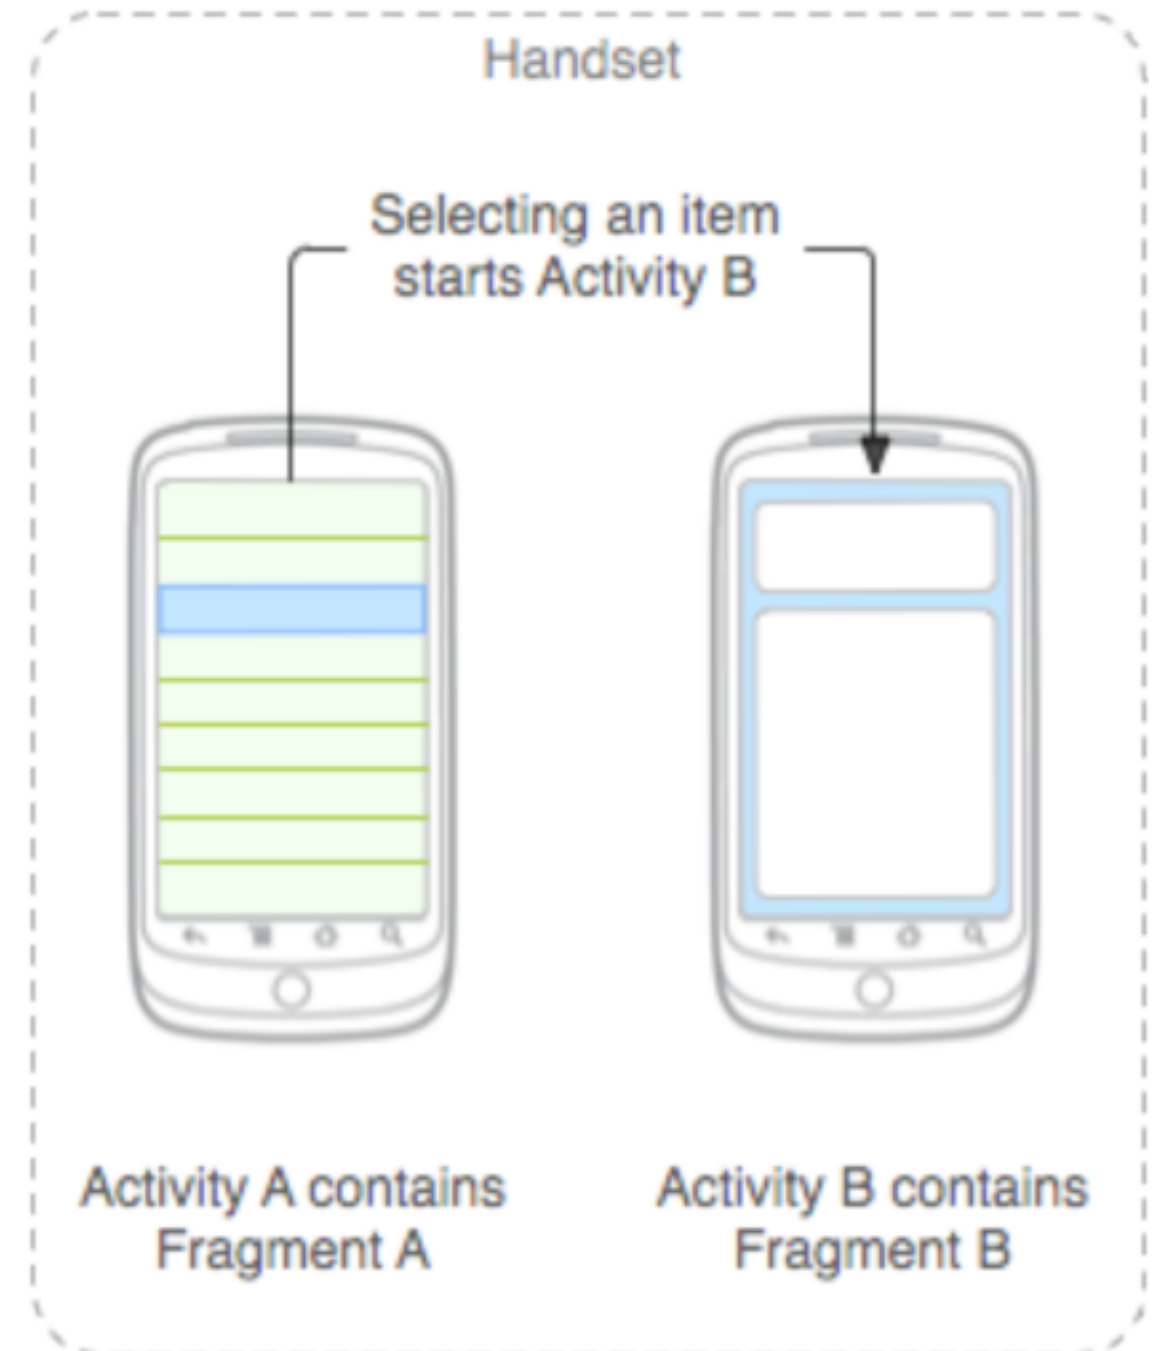 Handset
Selecting an item
starts Activity B
Activity A contains
Fragment A
Activity B contains
Fragment B